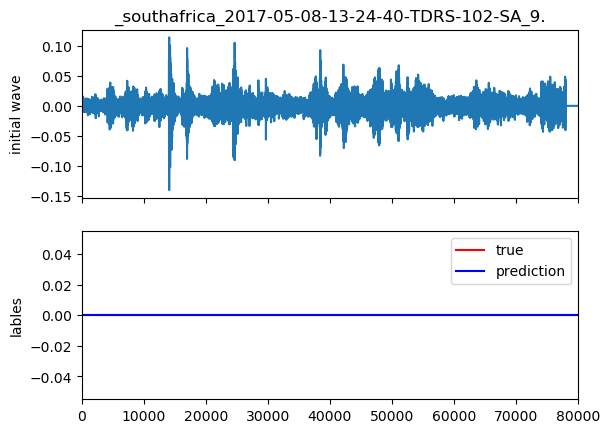 _southafrica_2017-05-08-13-24-40-TDRS-102-SA_9.
initial wave
0.10
0.05
0.00
−0.05
−0.10
−0.15
lables
0.04
0.02
0.00
−0.02
−0.04
true
prediction
0 10000 20000 30000 40000 50000 60000 70000 80000